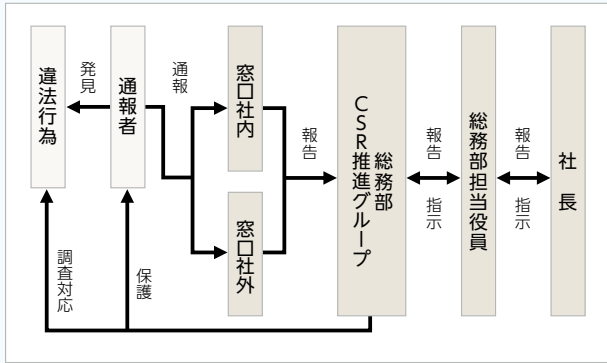 違法行為
発見
通報者
通報
窓口社内
窓口社外
報告
総務部
CSR推進グループ
報告
指示
総務部担当役員
報告
指示
社長
調査対応
保護